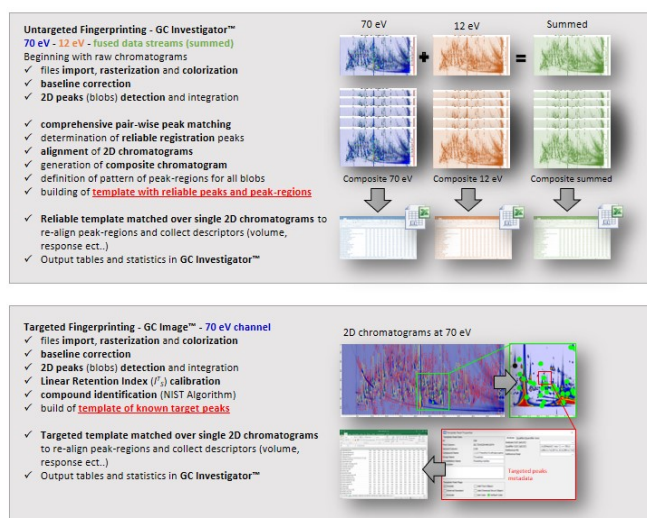 Untargeted Fingerprinting - GC Investigator™
70 eV - 12 eV - fused data streams (summed)
Beginning with raw chromatograms
✓ files import, rasterization and colorization
✓ baseline correction
✓ 2D peaks (blobs) detection and integration
✓ comprehensive pair-wise peak matching
✓ determination of reliable registration peaks
✓ alignment of 2D chromatograms
✓ generation of composite chromatogram
✓ definition of pattern of peak-regions for all blobs
✓ building of template with reliable peaks and peak-regions
✓ Reliable template matched over single 2D chromatograms to
re-align peak-regions and collect descriptors (volume,
response ect..)
✓ Output tables and statistics in GC Investigator™
70 eV
12 eV
Summed
+
=
Composite 70 eV
Composite 12 eV
Composite summed
Targeted Fingerprinting - GC Image™ - 70 eV channel
✓ files import, rasterization and colorization
✓ baseline correction
✓ 2D peaks (blobs) detection and integration
✓ Linear Retention Index (Iᵀs) calibration
✓ compound identification (NIST Algorithm)
✓ build of template of known target peaks
✓ Targeted template matched over single 2D chromatograms
to re-align peak-regions and collect descriptors (volume,
response ect..)
✓ Output tables and statistics in GC Investigator™
2D chromatograms at 70 eV
Targeted peaks
metadata